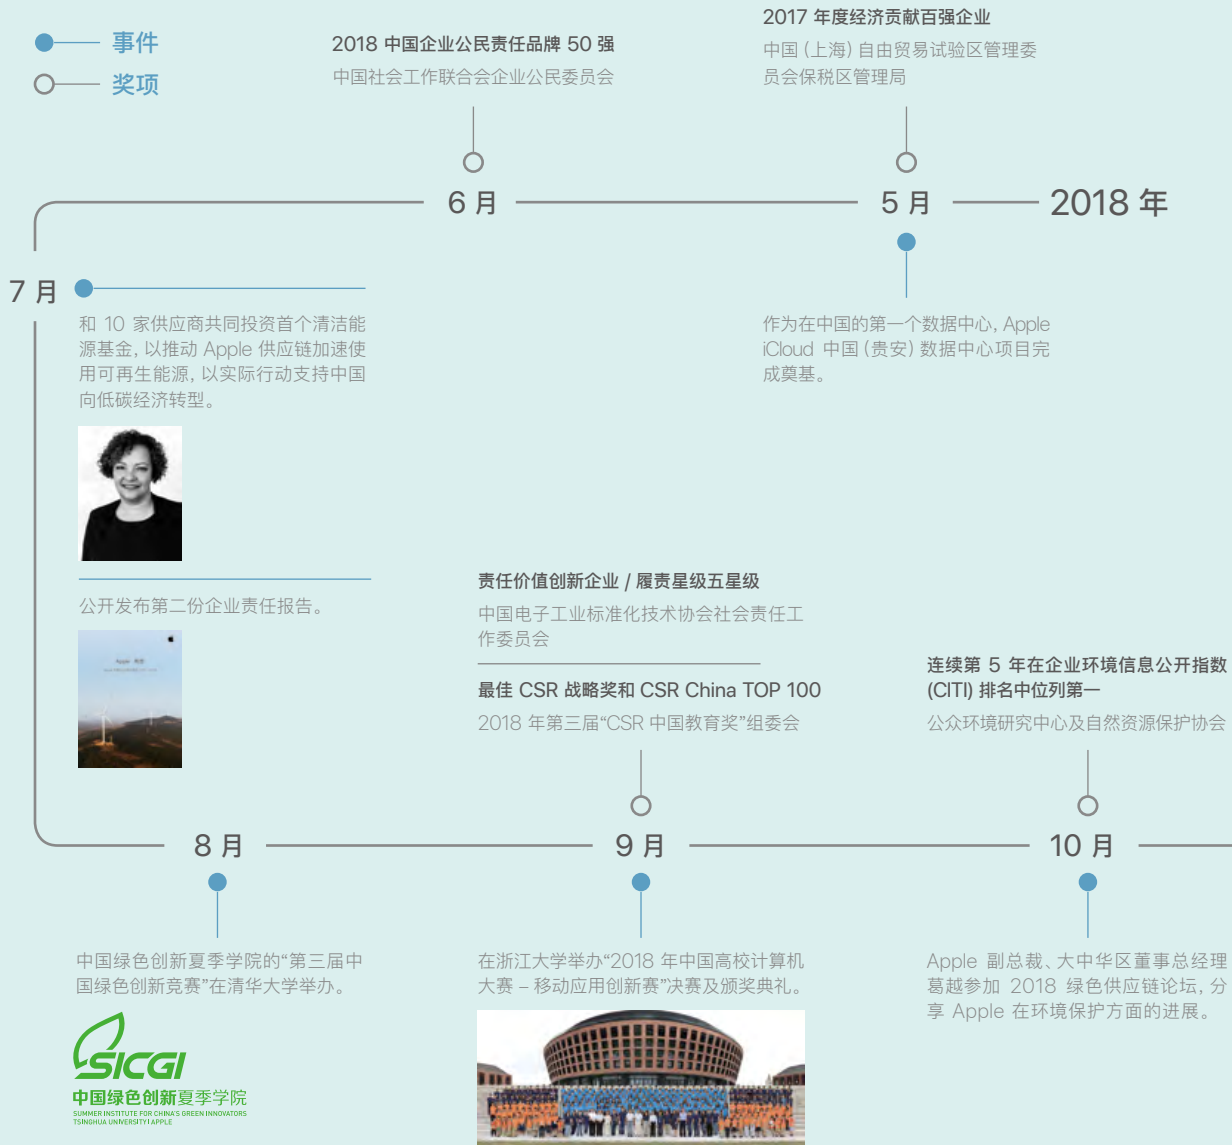 事件
奖项
2018 中国企业公民责任品牌 50 强
中国社会工作联合会企业公民委员会
2017 年度经济贡献百强企业
中国（上海）自由贸易试验区管理委
员会保税区管理局
6 月
5 月
2018 年
7 月
和 10 家供应商共同投资首个清洁能
源基金，以推动 Apple 供应链加速使
用可再生能源，以实际行动支持中国
向低碳经济转型。
作为在中国的第一个数据中心，Apple
iCloud 中国（贵安）数据中心项目完
成奠基。
公开发布第二份企业责任报告。
责任价值创新企业 / 履责星级五星级
中国电子工业标准化技术协会社会责任工
作委员会
最佳 CSR 战略奖和 CSR China TOP 100
2018 年第三届“CSR 中国教育奖”组委会
连续第 5 年在企业环境信息公开指数
(CITI) 排名中位列第一
公众环境研究中心及自然资源保护协会
8 月
9 月
10 月
中国绿色创新夏季学院的“第三届中
国绿色创新竞赛”在清华大学举办。
在浙江大学举办“2018 年中国高校计算机
大赛 – 移动应用创新赛”决赛及颁奖典礼。
Apple 副总裁、大中华区董事总经理
葛越参加 2018 绿色供应链论坛，分
享 Apple 在环境保护方面的进展。
SICGI
中国绿色创新夏季学院
SUMMER INSTITUTE FOR CHINA'S GREEN INNOVATORS
TSINGHUA UNIVERSITY | APPLE